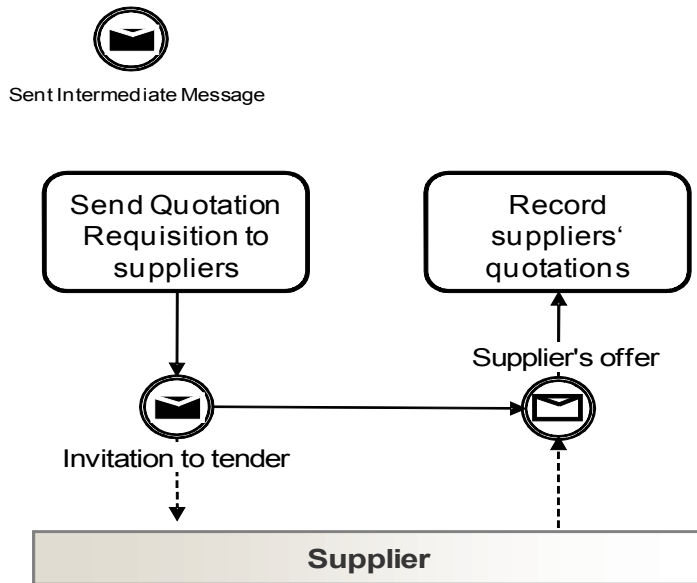 Sent Intermediate Message
Send Quotation
Requisition to
suppliers
Record
suppliers‘
quotations
Supplier's offer
Invitation to tender
Supplier